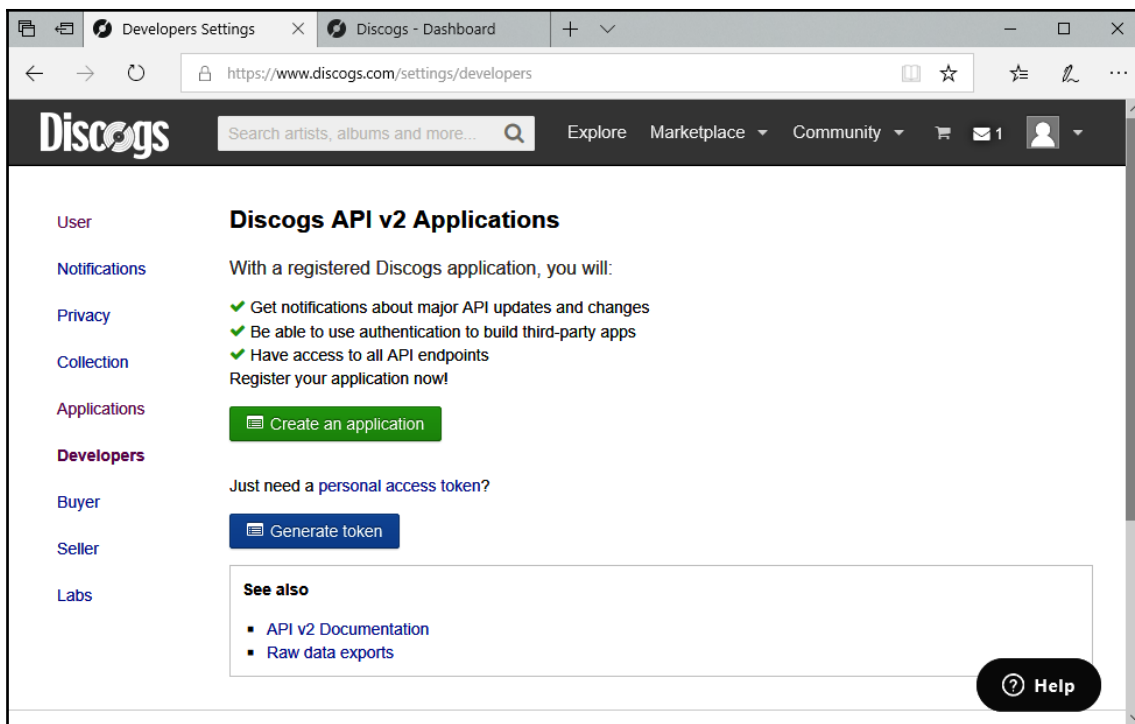 Developers Settings
Discogs - Dashboard
https://www.discogs.com/settings/developers
Discogs
Search artists, albums and more...
Explore
Marketplace
Community
1
User
Notifications
Privacy
Collection
Applications
Developers
Buyer
Seller
Labs
Discogs API v2 Applications
With a registered Discogs application, you will:
Get notifications about major API updates and changes
Be able to use authentication to build third-party apps
Have access to all API endpoints
Register your application now!
Create an application
Just need a personal access token?
Generate token
See also
API v2 Documentation
Raw data exports
Help